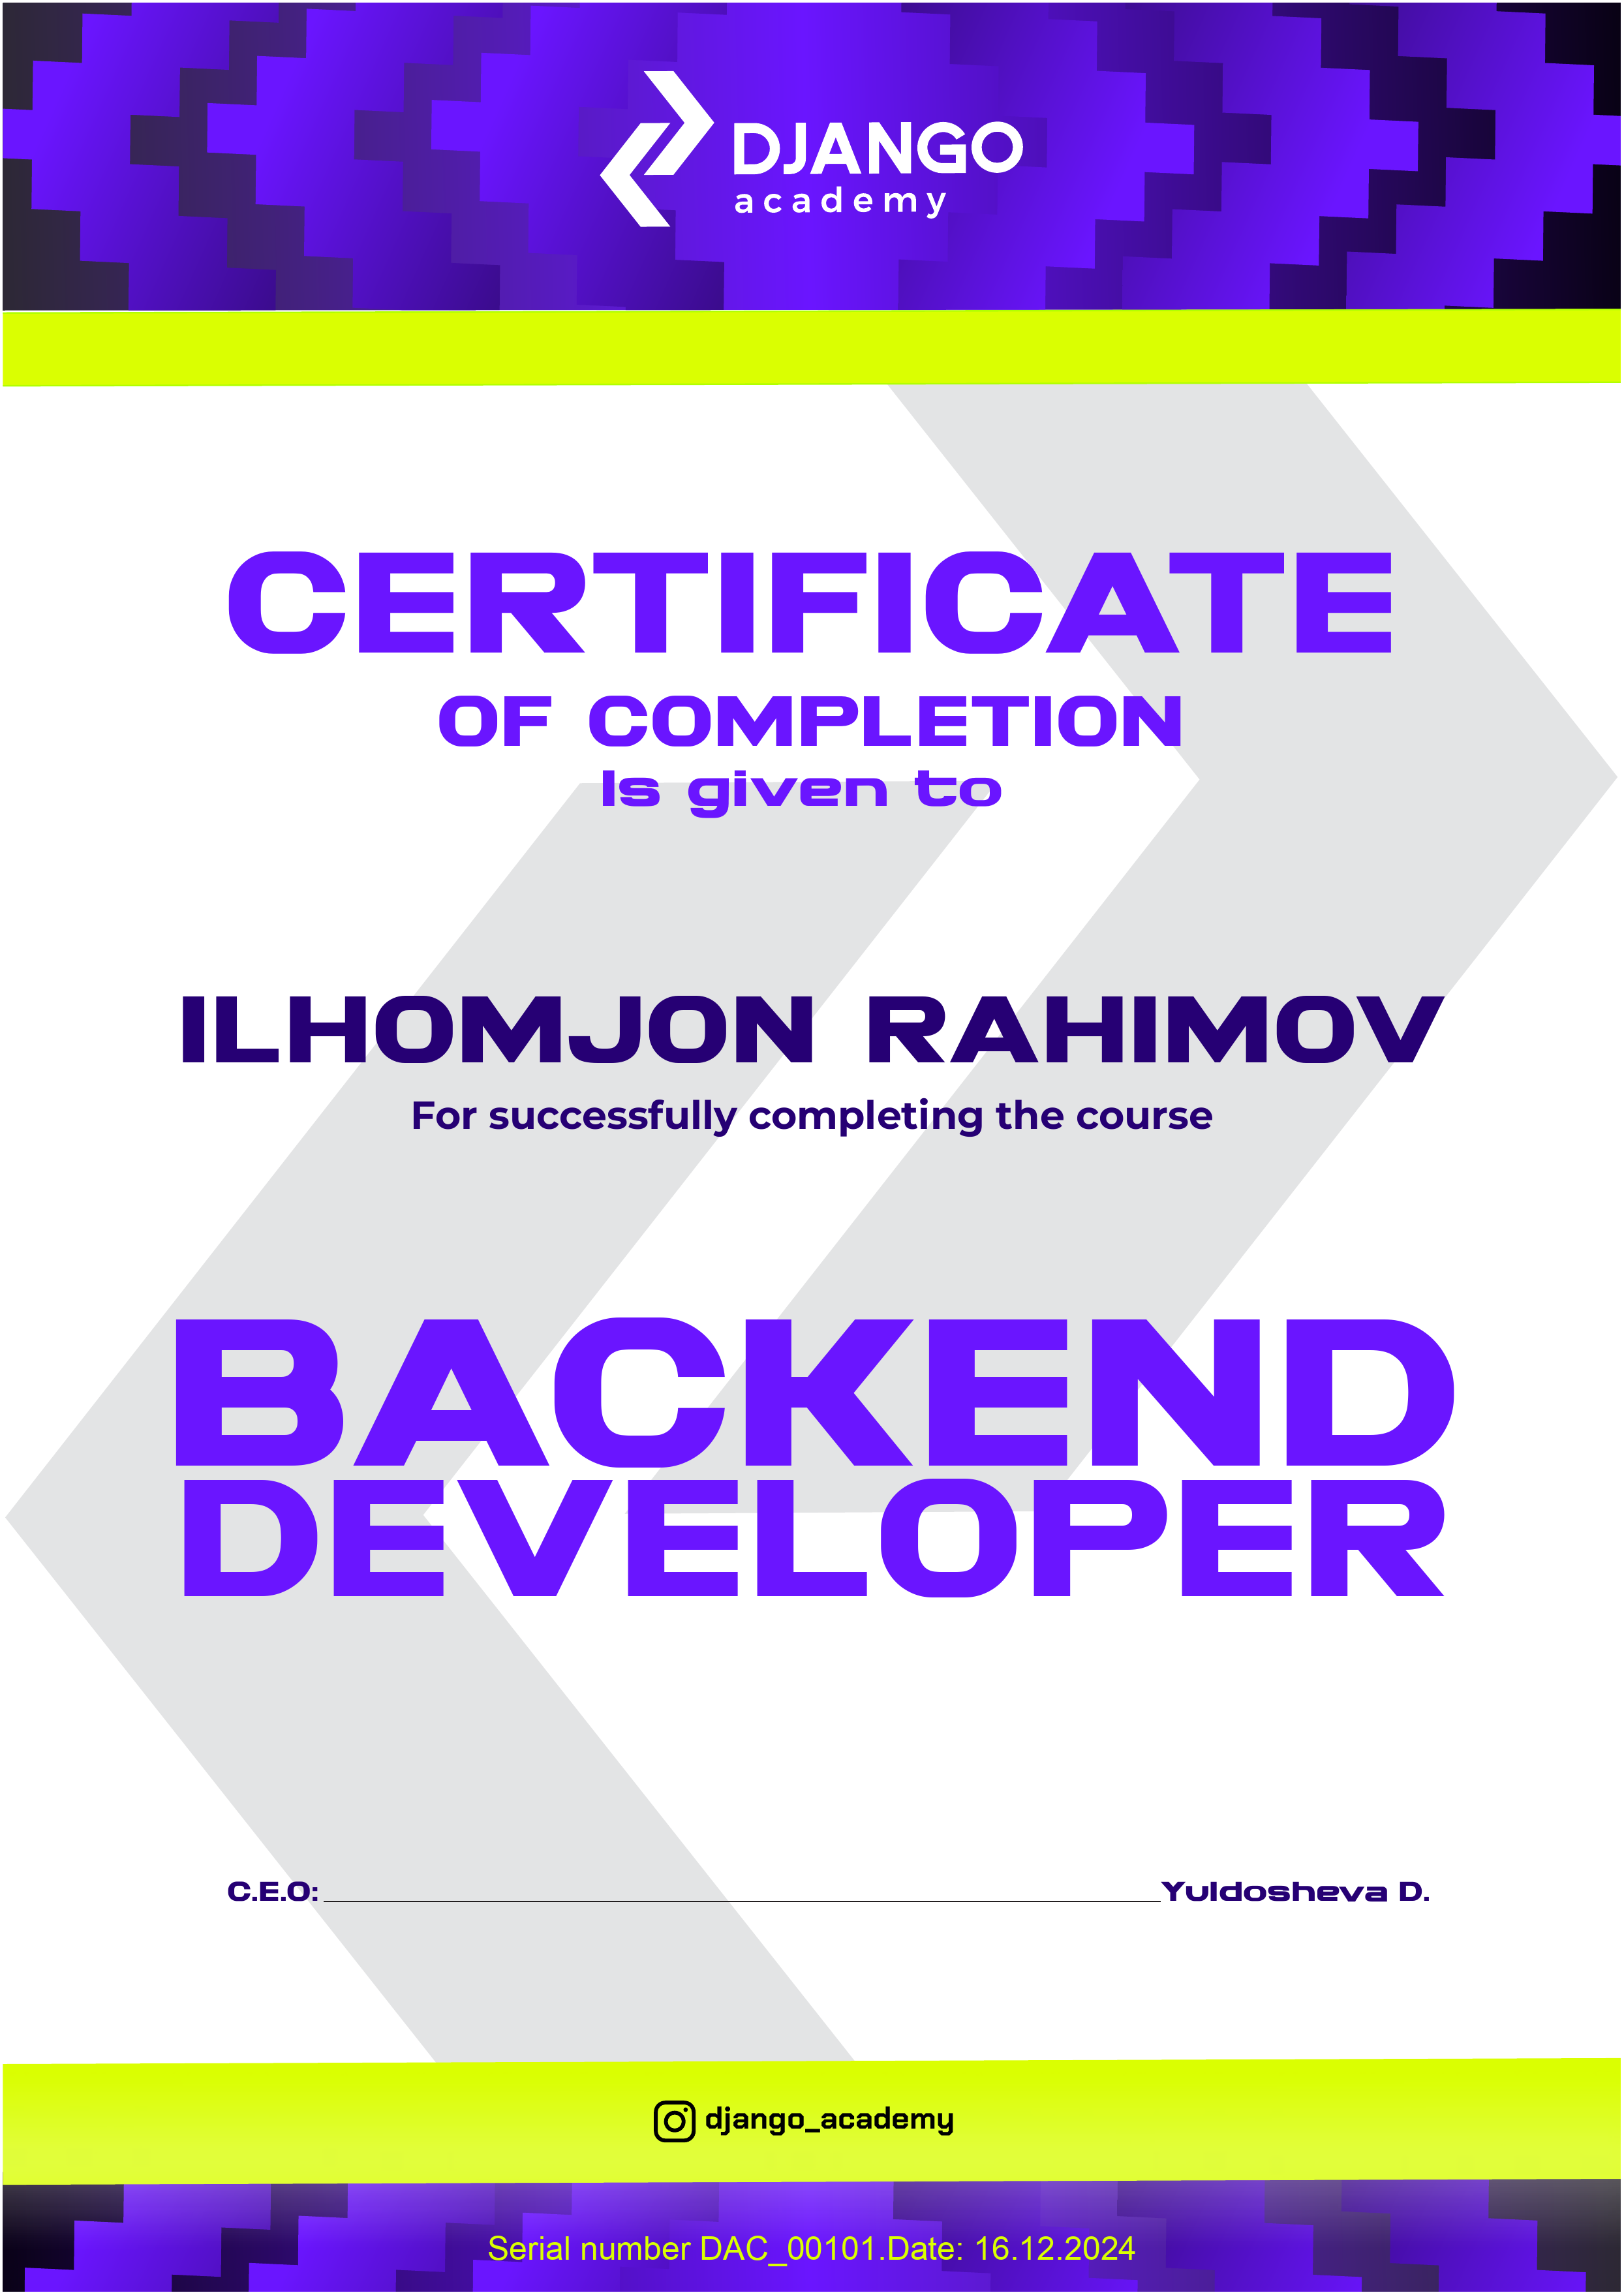 DJANGO
academy
CERTIFICATE
OF COMPLETION
Is given to
ILHOMJON RAHIMOV
For successfully completing the course
BACKEND
DEVELOPER
C.E.O: Yuldosheva D.
django_academy
Serial number DAC_00101.Date: 16.12.2024